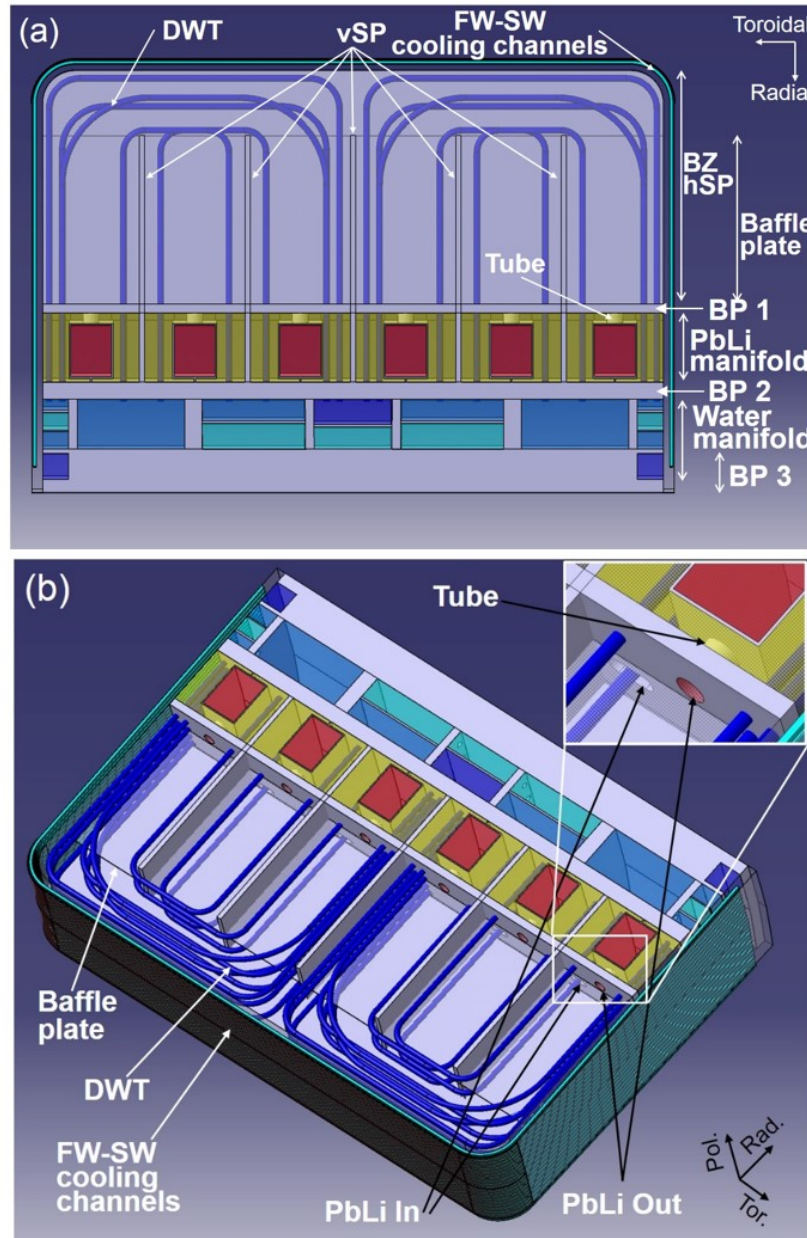 (a)
DWT
vSP
FW-SW
cooling channels
Toroidal
Radia
BZ
hSP
Baffle
plate
Tube
BP 1
PbLi
manifold
BP 2
Water
manifold
BP 3
(b)
Tube
Baffle
plate
DWT
FW-SW
cooling
channels
PbLi In
PbLi Out
Pol.
Rad.
Tor.